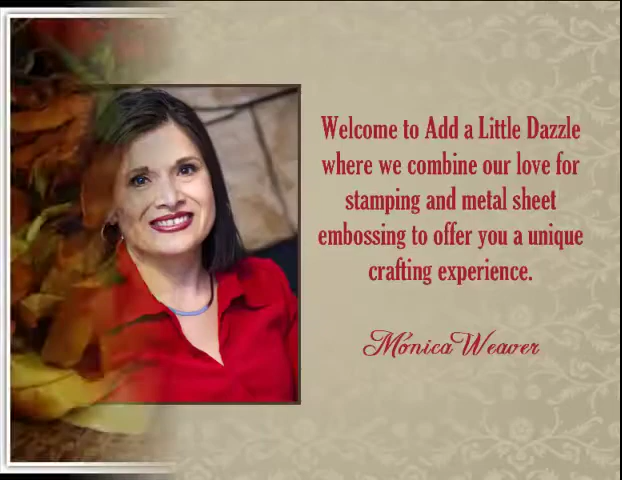 Welcome to Add a Little Dazzle
where we combine our love for
stamping and metal sheet
embossing to offer you a unique
crafting experience.
Monica Weaver